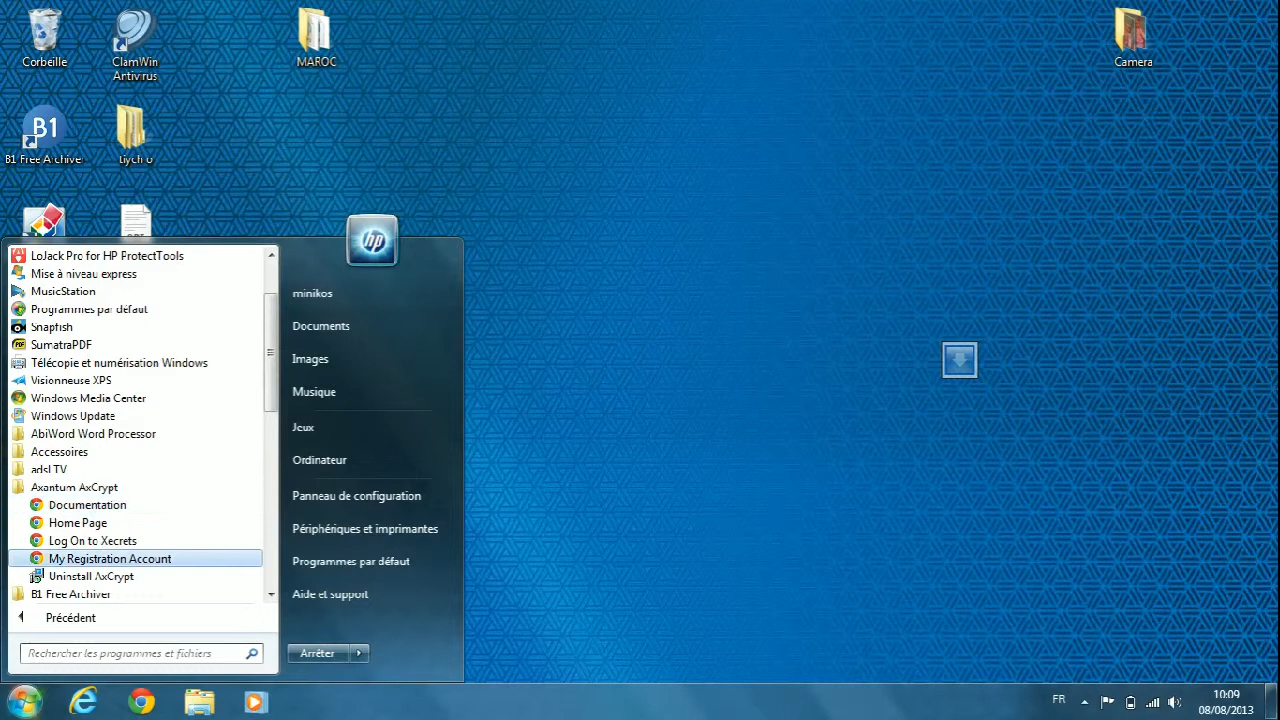 Corbeille
ClamWin
Antivirus
MAROC
Camera
B1
B1 Free Archiver
tiych o
hp
LoJack Pro for HP ProtectTools
Mise à niveau express
MusicStation
Programmes par défaut
Snapfish
SumatraPDF
Télécopie et numérisation Windows
Visionneuse XPS
Windows Media Center
Windows Update
AbiWord Word Processor
Accessoires
adsl TV
Axantum AxCrypt
Documentation
Home Page
Log On to Xecrets
My Registration Account
Uninstall AxCrypt
B1 Free Archiver
Précédent
Rechercher les programmes et fichiers
minikos
Documents
Images
Musique
Jeux
Ordinateur
Panneau de configuration
Périphériques et imprimantes
Programmes par défaut
Aide et support
Arrêter
FR
10:09
08/08/2013